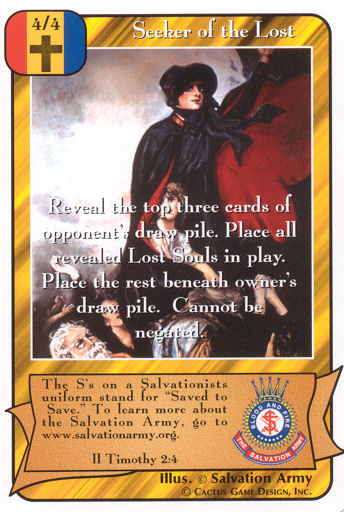 4/4
Seeker of the Lost
Reveal the top three cards of
opponent's draw pile. Place all
revealed Lost Souls in play.
Place the rest beneath owner's
draw pile. Cannot be
negated.
The S's on a Salvationists
uniform stand for "Saved to
Save." To learn more about
the Salvation Army, go to
www.salvationarmy.org.
II Timothy 2:4
BLOOD AND FIRE
S
THE SALVATION ARMY
Illus. © Salvation Army
© Cactus Game Design, Inc.